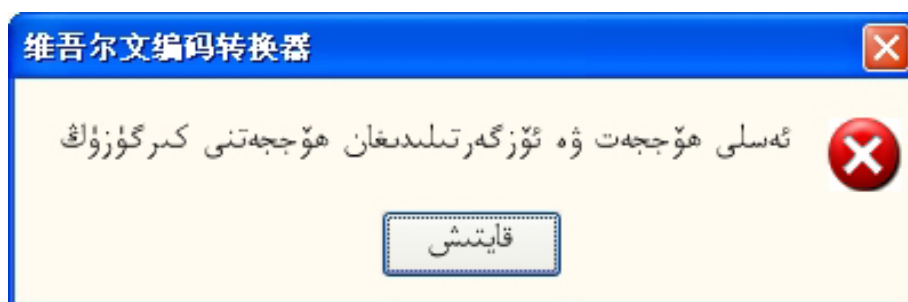 维吾尔文编码转换器
ئەسلى ھۆججەت ۋە ئۆزگەرتىلىدىغان ھۆججەتنى كىرگۈزۈڭ
قايتىش